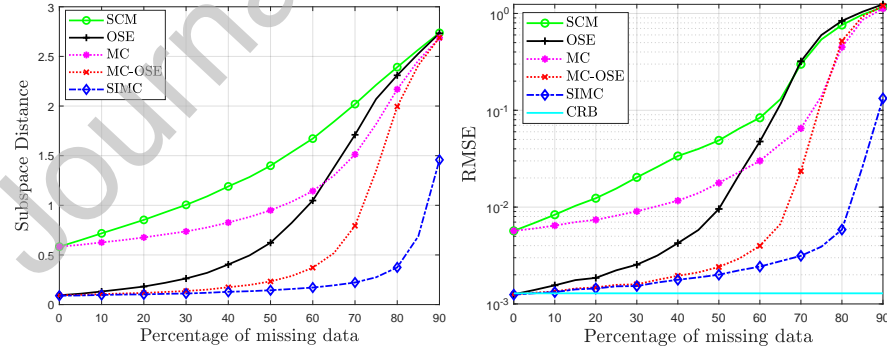 3
2.5
2
1.5
1
0.5
0
Subspace Distance
SCM
OSE
MC
MC-OSE
SIMC
0 10 20 30 40 50 60 70 80 90
Percentage of missing data
Journa
10^0
10^-1
10^-2
10^-3
RMSE
SCM
OSE
MC
MC-OSE
SIMC
CRB
0 10 20 30 40 50 60 70 80 90
Percentage of missing data